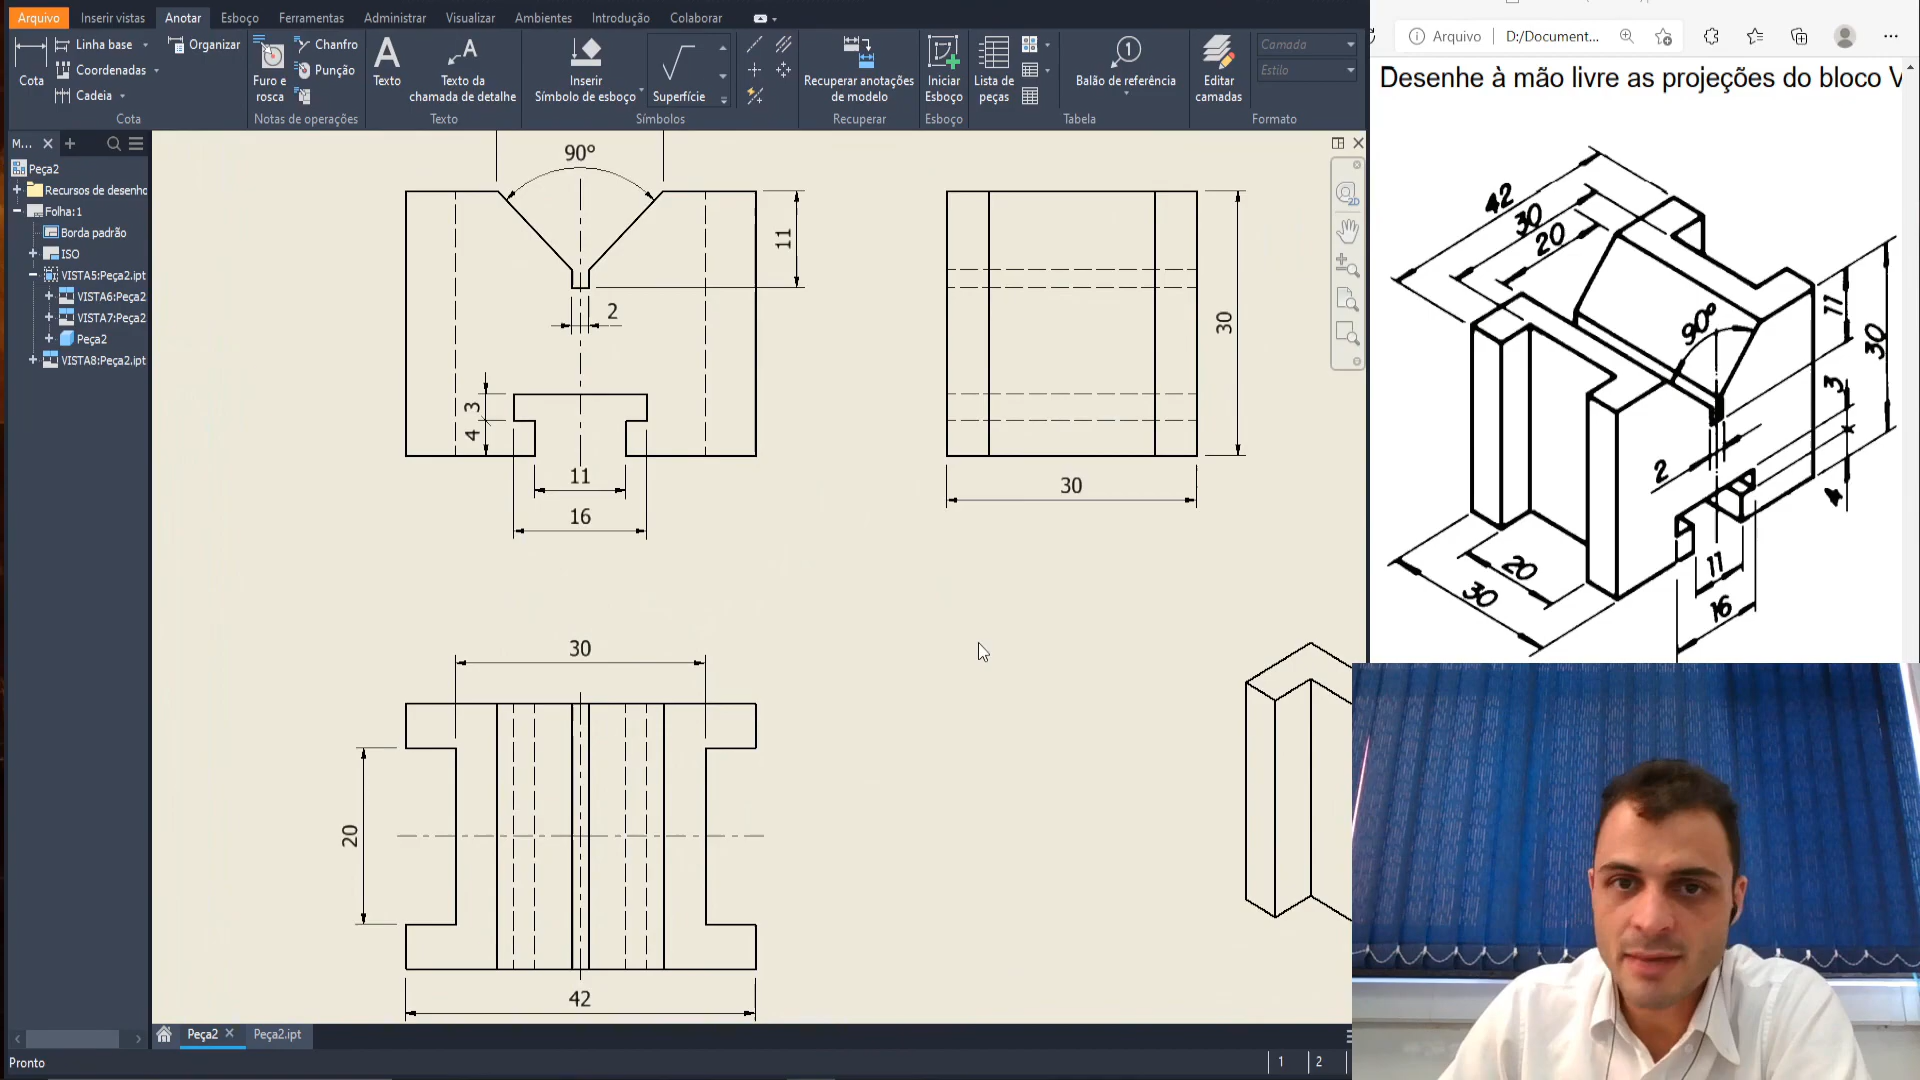 Arquivo Inserir vistas Anotar Esboço Ferramentas Administrar Visualizar Ambientes Introdução Colaborar
Cota
Linha base
Coordenadas
Cadeia
Organizar
Cota
Furo e rosca
Chanfro
Punção
Notas de operações
Texto
Texto da chamada de detalhe
Texto
Inserir Símbolo de esboço
Superfície
Símbolos
Recuperar anotações de modelo
Recuperar
Iniciar Esboço
Esboço
Lista de peças
Balão de referência
Tabela
Editar camadas
Camada
Estilo
Formato
M...
Peça2
Recursos de desenho
Folha:1
Borda padrão
ISO
VISTA5:Peça2.ipt
VISTA6:Peça2
VISTA7:Peça2
Peça2
VISTA8:Peça2.ipt
90°
11
2
3
4
11
16
30
30
30
20
42
2D
Peça2
Peça2.ipt
Pronto
1 2
Arquivo D:/Document...
Desenhe à mão livre as projeções do bloco V
42
30
20
90°
11
30
3
2
4
11
16
20
30